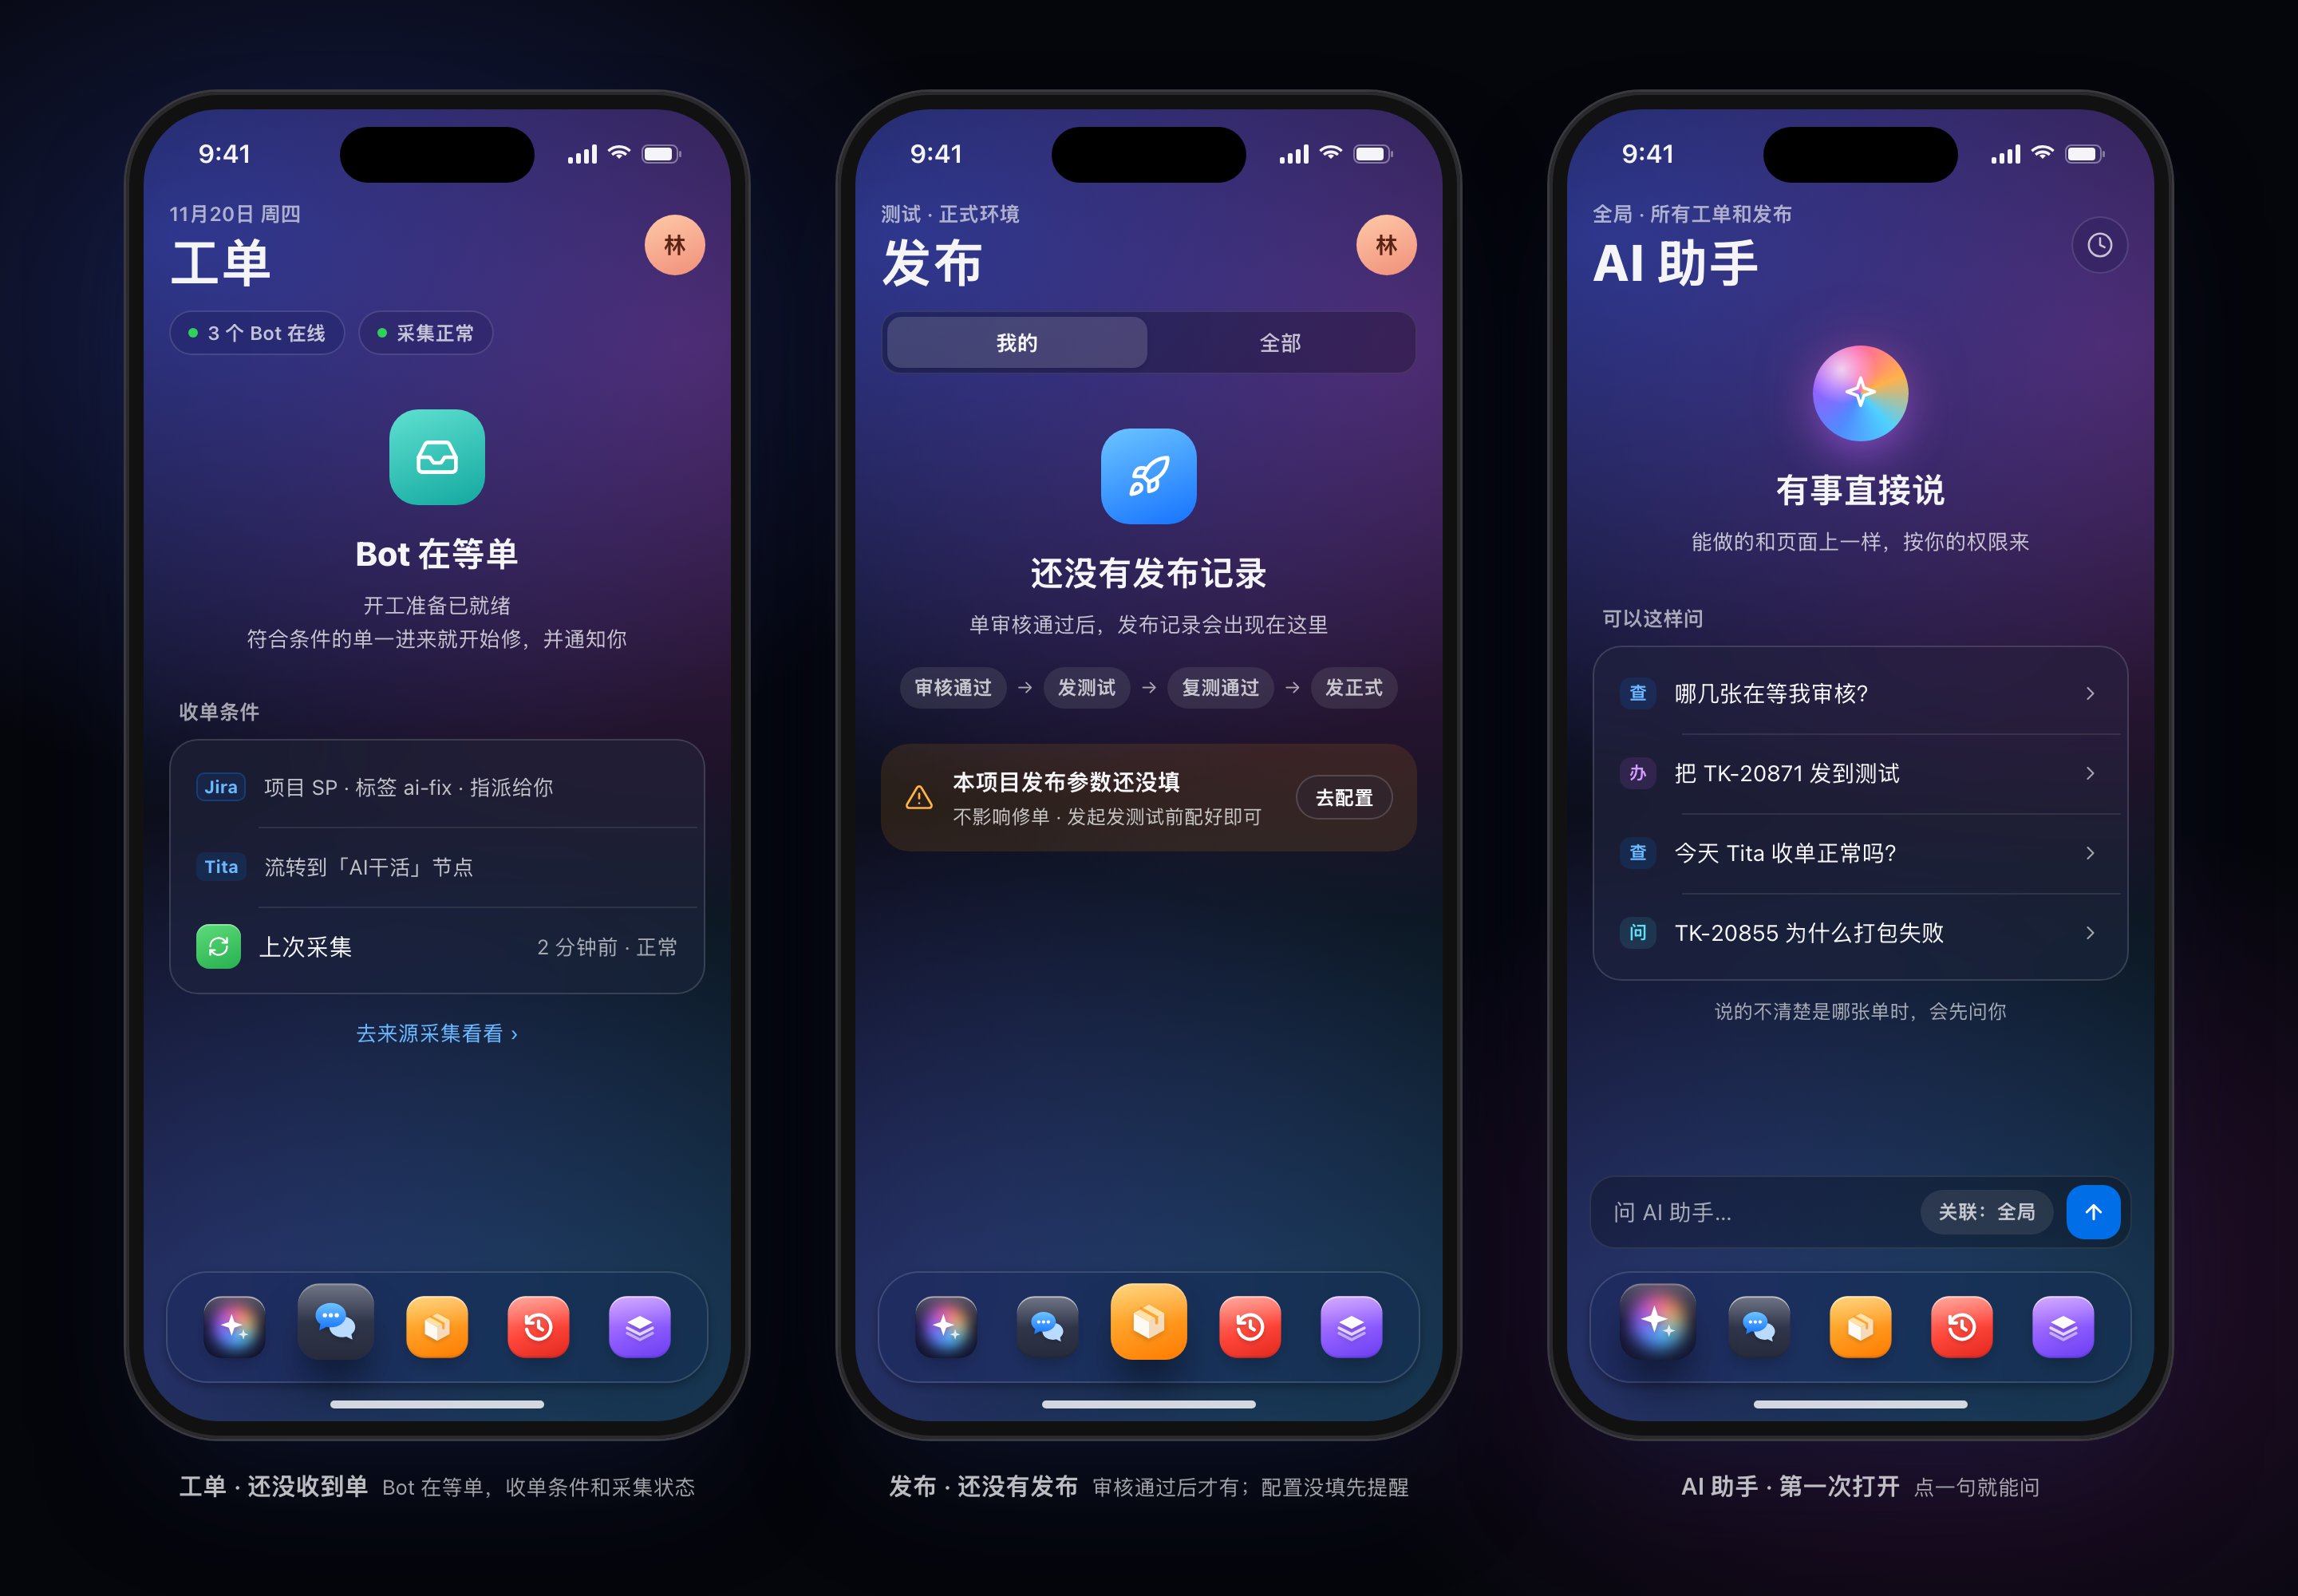 9:41
11月20日 周四
工单
林
3 个 Bot 在线
采集正常
Bot 在等单
开工准备已就绪
符合条件的单一进来就开始修，并通知你
收单条件
Jira 项目 SP · 标签 ai-fix · 指派给你
Tita 流转到「AI干活」节点
上次采集 2 分钟前 · 正常
去来源采集看看 ›
工单 · 还没收到单 Bot 在等单，收单条件和采集状态
9:41
测试 · 正式环境
发布
林
我的 全部
还没有发布记录
单审核通过后，发布记录会出现在这里
审核通过 → 发测试 → 复测通过 → 发正式
本项目发布参数还没填
不影响修单 · 发起发测试前配好即可
去配置
发布 · 还没有发布 审核通过后才有；配置没填先提醒
9:41
全局 · 所有工单和发布
AI 助手
有事直接说
能做的和页面上一样，按你的权限来
可以这样问
查 哪几张在等我审核?
办 把 TK-20871 发到测试
查 今天 Tita 收单正常吗?
问 TK-20855 为什么打包失败
说的不清楚是哪张单时，会先问你
问 AI 助手... 关联：全局
AI 助手 · 第一次打开 点一句就能问